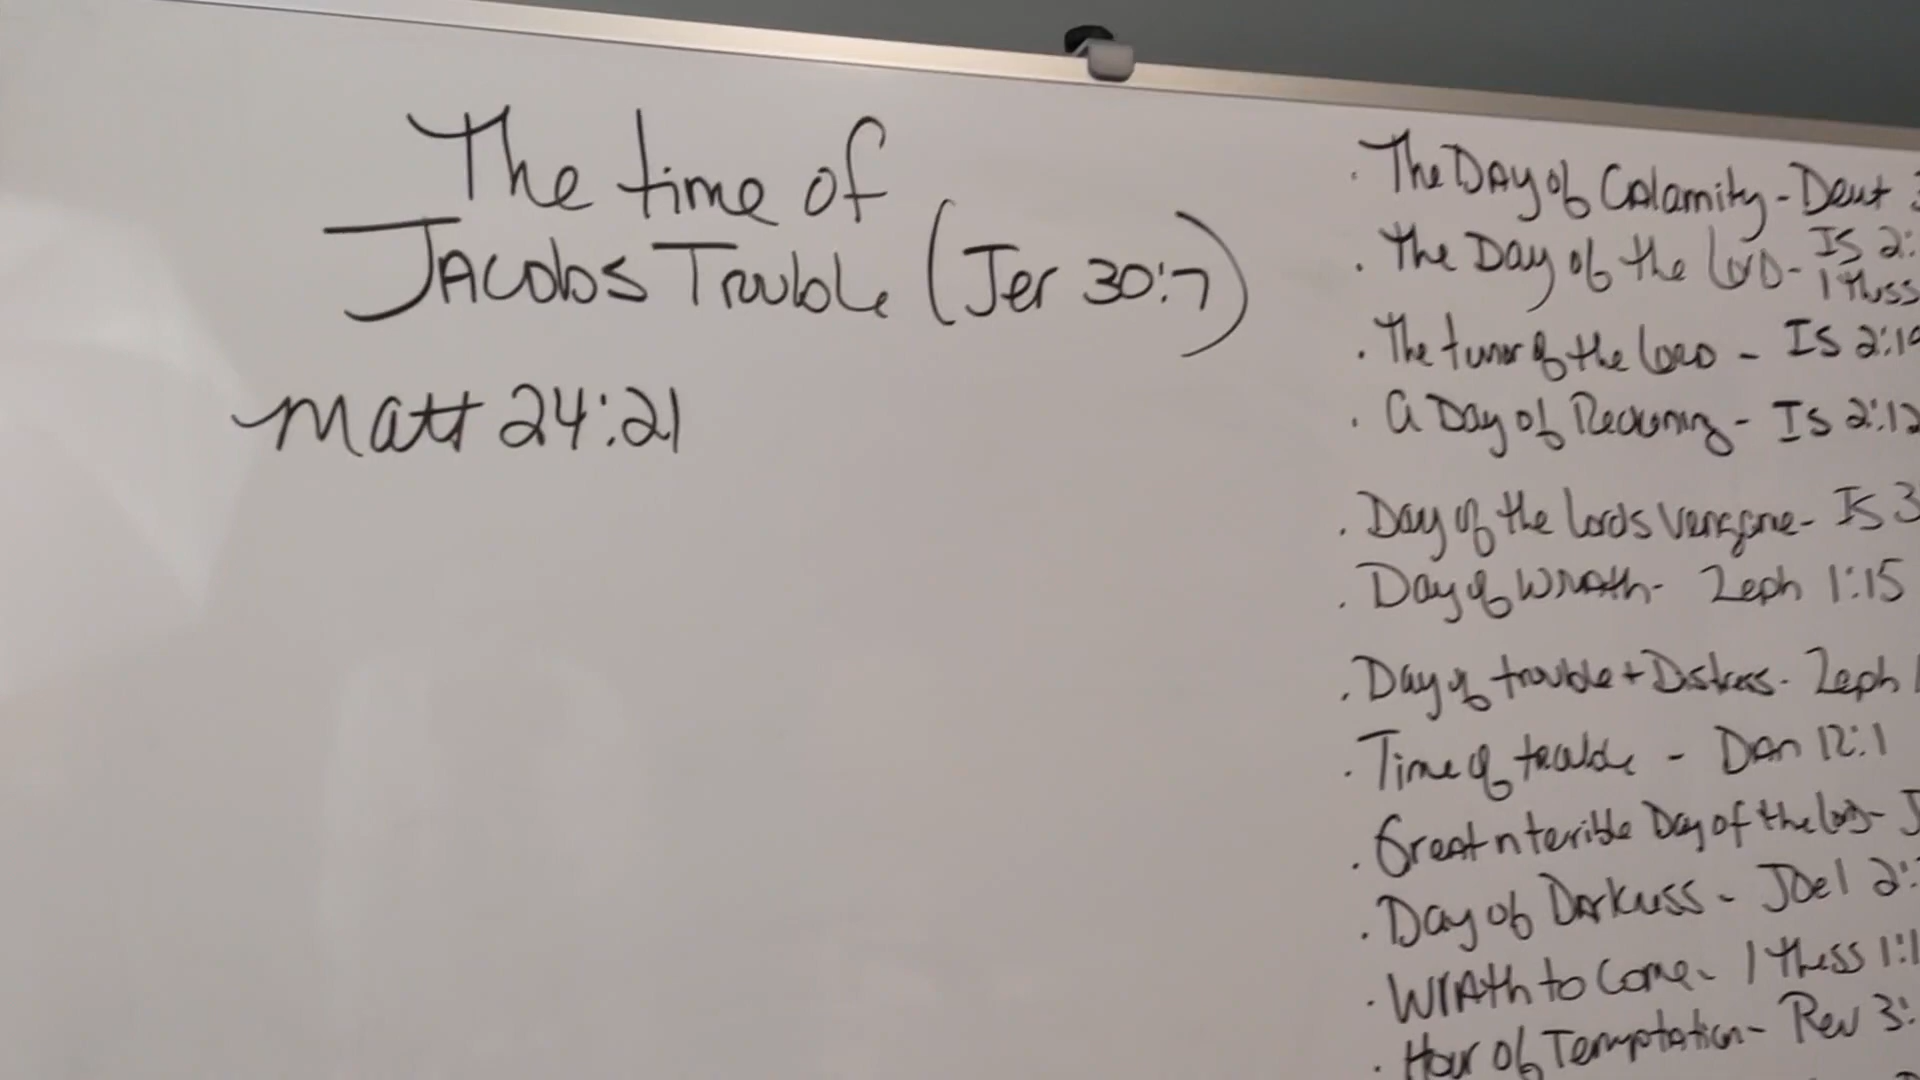 The time of
Jacobs Trouble (Jer 30:7)
Matt 24:21
. The Day of Calamity - Deut
. The Day of the Lord - Is 2:
1 Thess
. The terror of the Lord - Is 2:19
. A Day of Reckoning - Is 2:12
. Day of the Lords - Is 3
. Day of Wrath - Zeph 1:15
. Day of trouble + Distress - Zeph 1
. Time of trouble - Dan 12:1
. Great n terrible Day of the Lord - J
. Day of Darkness - Joel 2:
. Wrath to Come - 1 Thess 1:1
. Hour of Temptation - Rev 3: